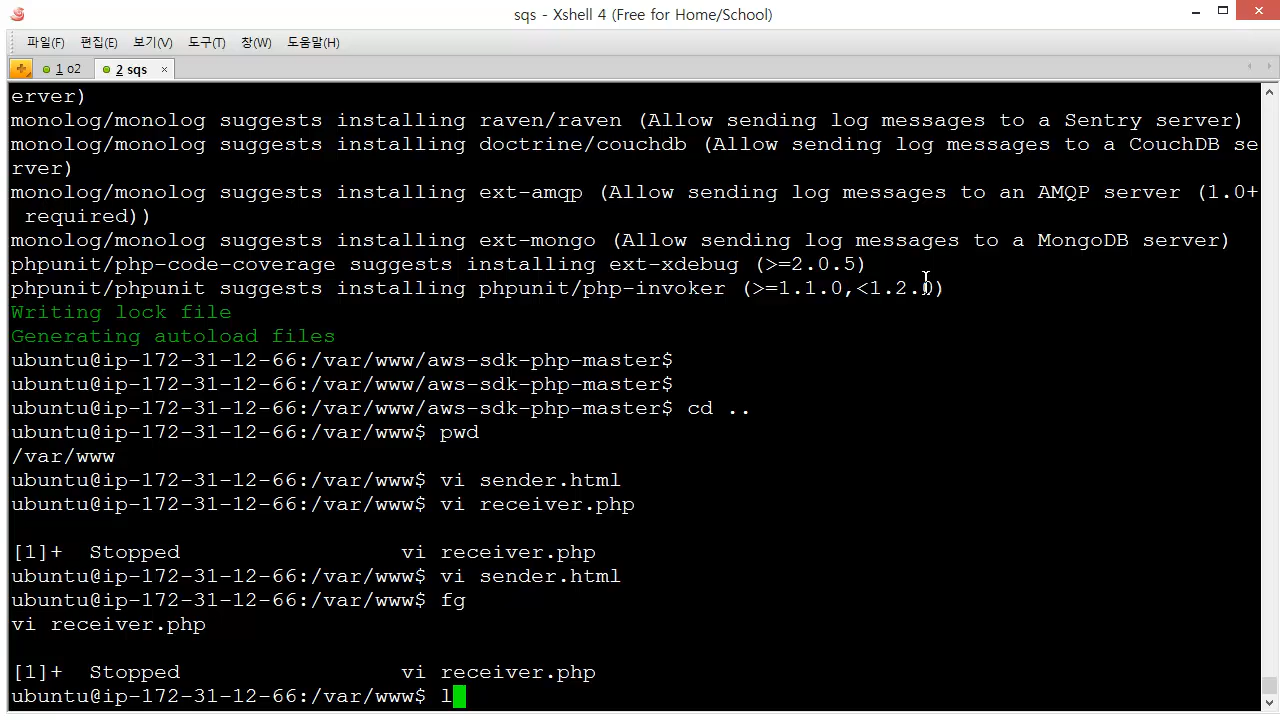 sqs - Xshell 4 (Free for Home/School)
파일(F) 편집(E) 보기(V) 도구(T) 창(W) 도움말(H)
1 o2 2 sqs
erver)
monolog/monolog suggests installing raven/raven (Allow sending log messages to a Sentry server)
monolog/monolog suggests installing doctrine/couchdb (Allow sending log messages to a CouchDB se
rver)
monolog/monolog suggests installing ext-amqp (Allow sending log messages to an AMQP server (1.0+
 required))
monolog/monolog suggests installing ext-mongo (Allow sending log messages to a MongoDB server)
phpunit/php-code-coverage suggests installing ext-xdebug (>=2.0.5)
phpunit/phpunit suggests installing phpunit/php-invoker (>=1.1.0,<1.2.0)
Writing lock file
Generating autoload files
ubuntu@ip-172-31-12-66:/var/www/aws-sdk-php-master$
ubuntu@ip-172-31-12-66:/var/www/aws-sdk-php-master$
ubuntu@ip-172-31-12-66:/var/www/aws-sdk-php-master$ cd ..
ubuntu@ip-172-31-12-66:/var/www$ pwd
/var/www
ubuntu@ip-172-31-12-66:/var/www$ vi sender.html
ubuntu@ip-172-31-12-66:/var/www$ vi receiver.php
[1]+  Stopped                 vi receiver.php
ubuntu@ip-172-31-12-66:/var/www$ vi sender.html
ubuntu@ip-172-31-12-66:/var/www$ fg
vi receiver.php
[1]+  Stopped                 vi receiver.php
ubuntu@ip-172-31-12-66:/var/www$ l